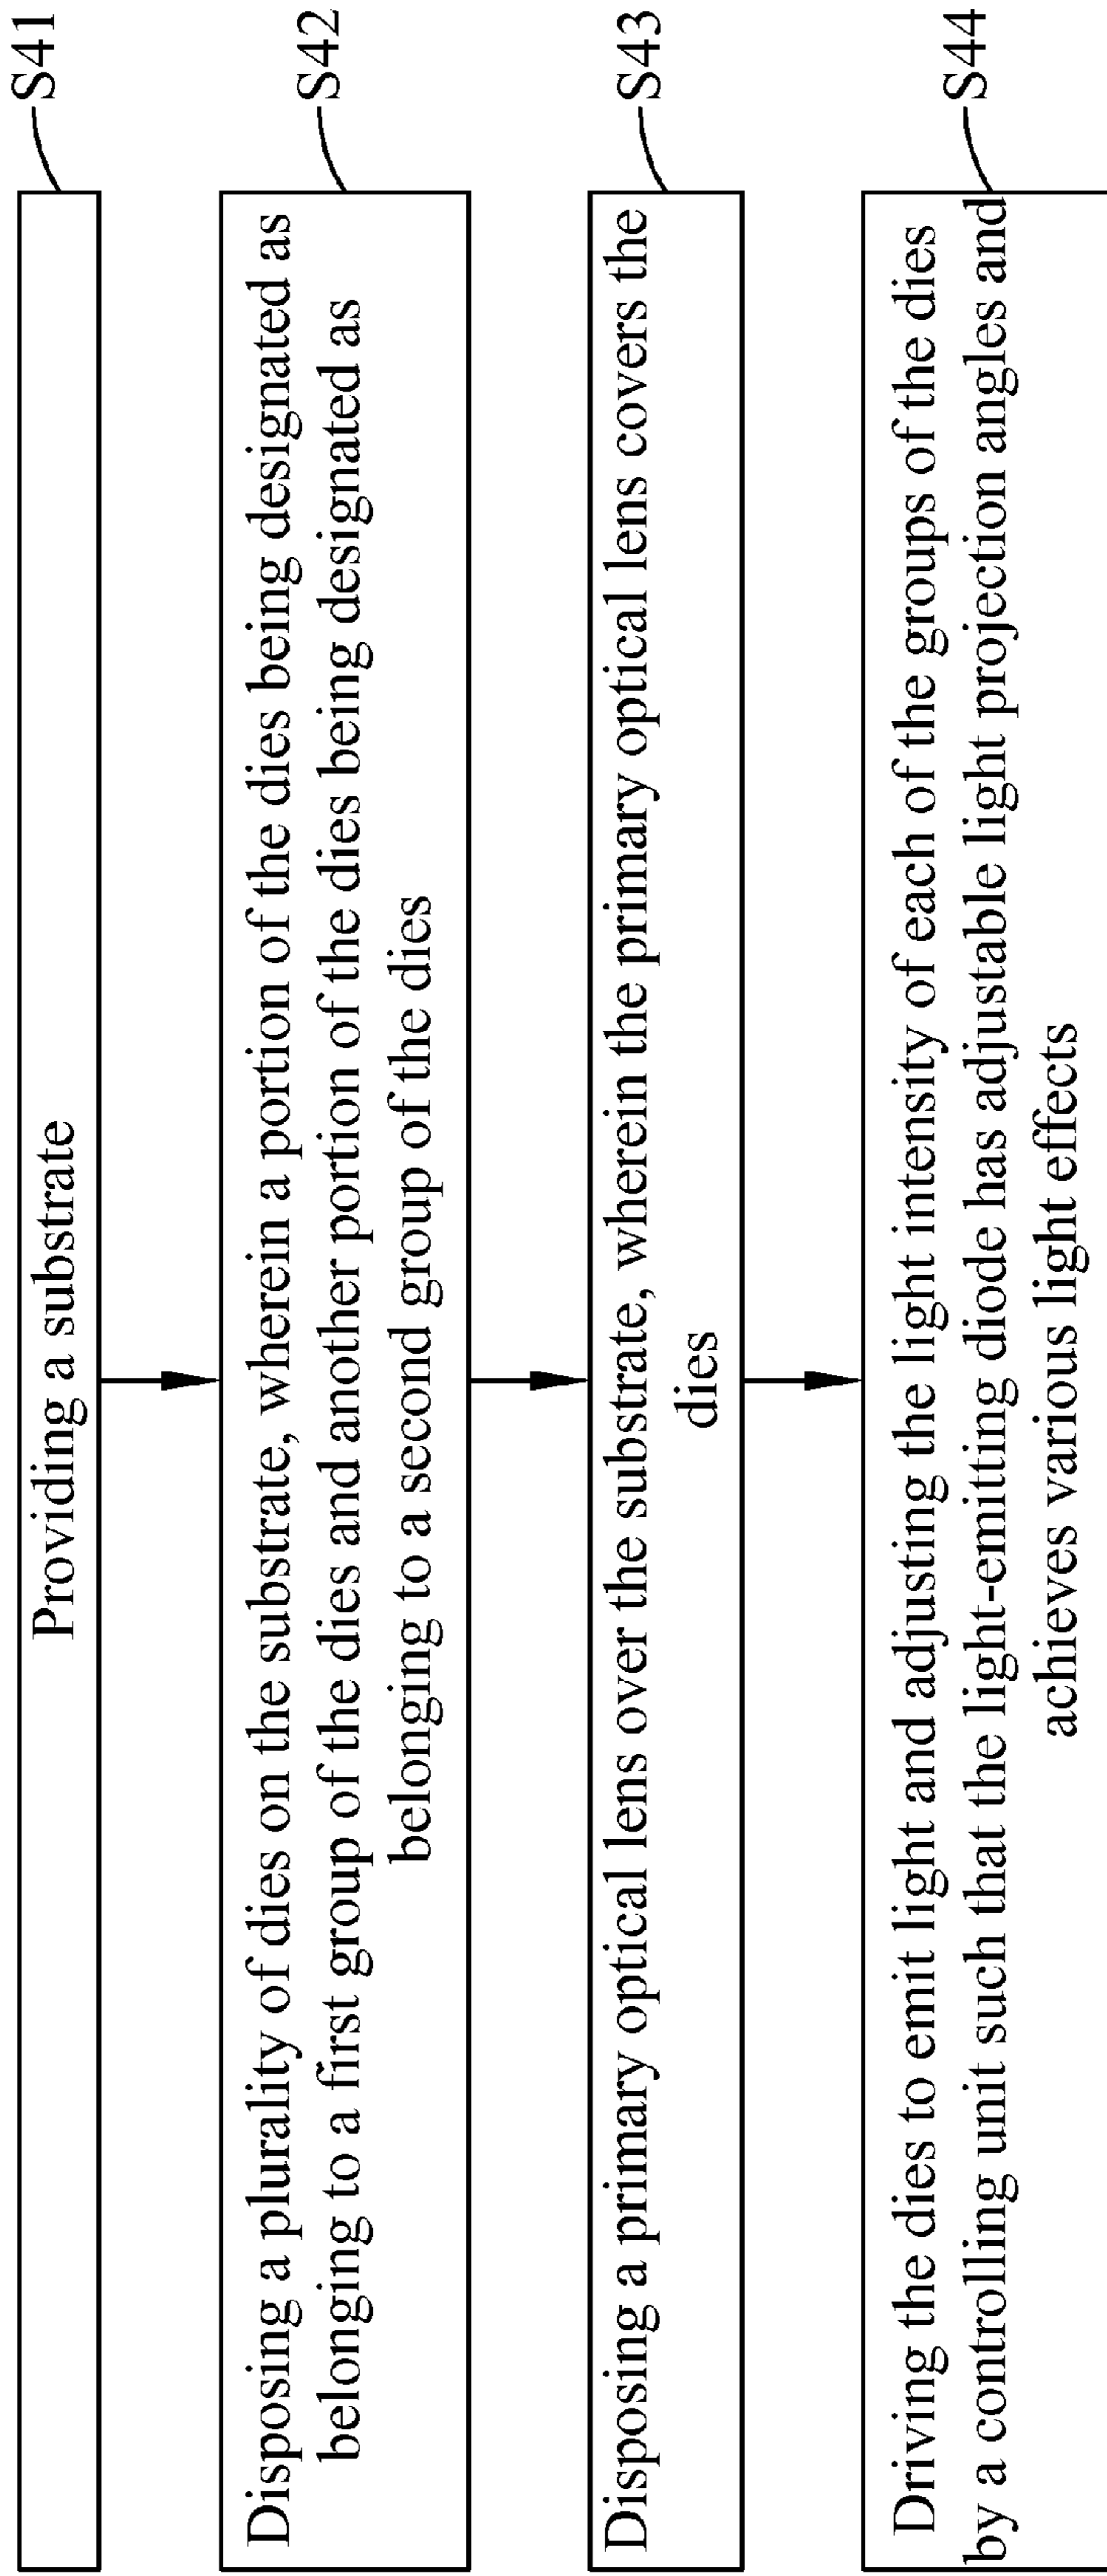 Providing a substrate
S41
Disposing a plurality of dies on the substrate, wherein a portion of the dies being designated as
belonging to a first group of the dies and another portion of the dies being designated as
belonging to a second group of the dies
S42
Disposing a primary optical lens over the substrate, wherein the primary optical lens covers the
dies
S43
Driving the dies to emit light and adjusting the light intensity of each of the groups of the dies
by a controlling unit such that the light-emitting diode has adjustable light projection angles and
achieves various light effects
S44